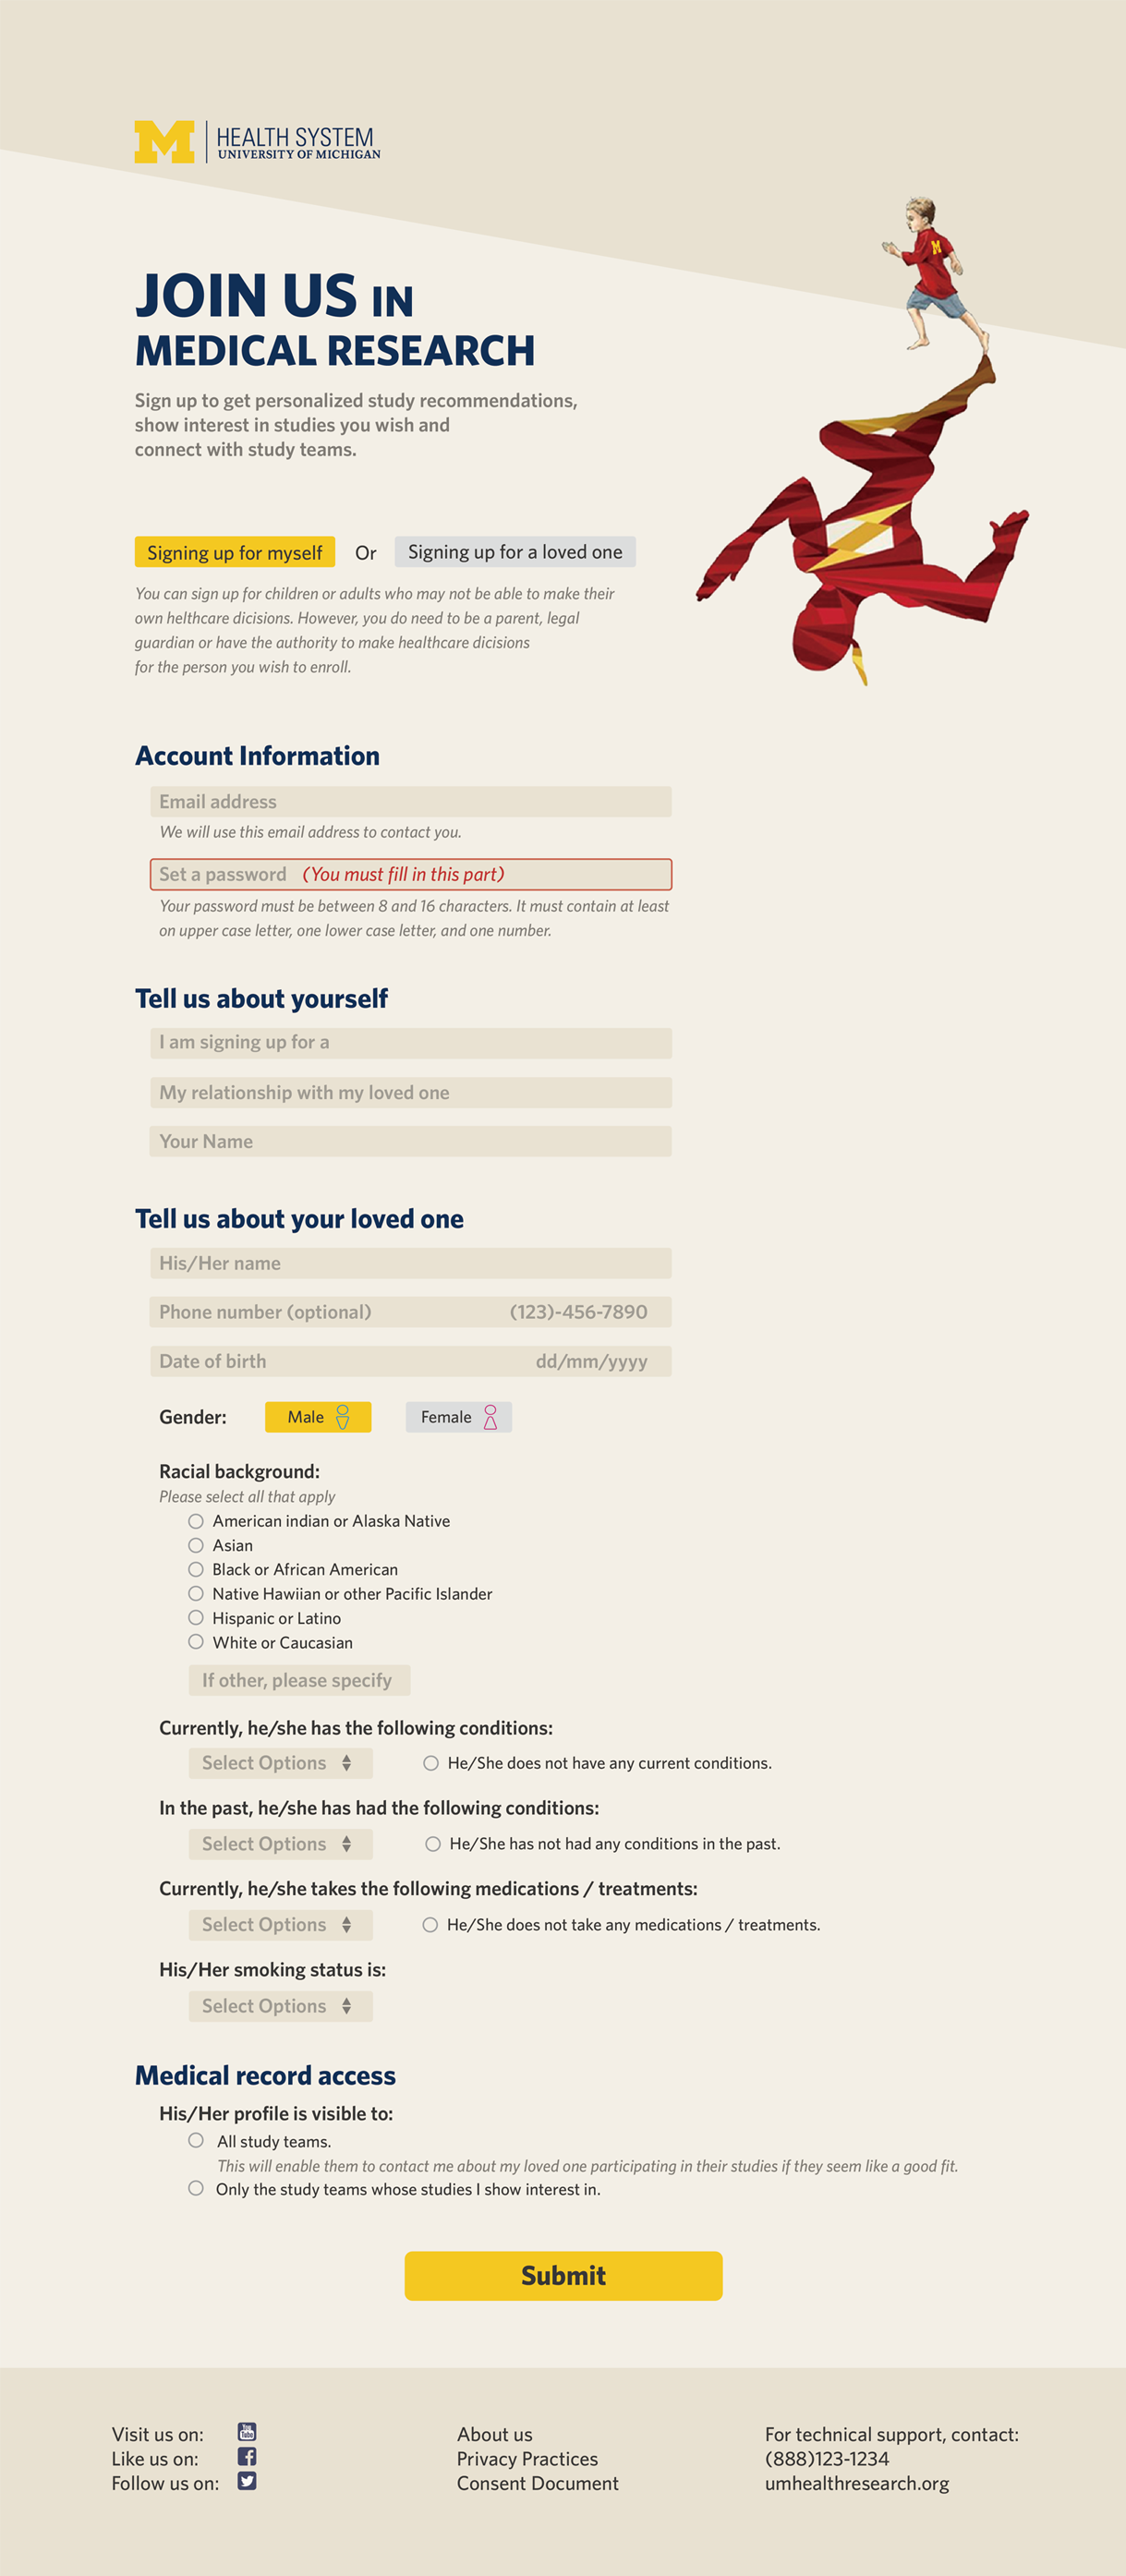 M HEALTH SYSTEM
UNIVERSITY OF MICHIGAN
M
JOIN US IN
MEDICAL RESEARCH
Sign up to get personalized study recommendations,
show interest in studies you wish and
connect with study teams.
Signing up for myself Or Signing up for a loved one
You can sign up for children or adults who may not be able to make their
own helthcare dicisions. However, you do need to be a parent, legal
guardian or have the authority to make healthcare dicisions
for the person you wish to enroll.
Account Information
Email address
We will use this email address to contact you.
Set a password (You must fill in this part)
Your password must be between 8 and 16 characters. It must contain at least
on upper case letter, one lower case letter, and one number.
Tell us about yourself
I am signing up for a
My relationship with my loved one
Your Name
Tell us about your loved one
His/Her name
Phone number (optional) (123)-456-7890
Date of birth dd/mm/yyyy
Gender: Male Female
Racial background:
Please select all that apply
American indian or Alaska Native
Asian
Black or African American
Native Hawiian or other Pacific Islander
Hispanic or Latino
White or Caucasian
If other, please specify
Currently, he/she has the following conditions:
Select Options He/She does not have any current conditions.
In the past, he/she has had the following conditions:
Select Options He/She has not had any conditions in the past.
Currently, he/she takes the following medications / treatments:
Select Options He/She does not take any medications / treatments.
His/Her smoking status is:
Select Options
Medical record access
His/Her profile is visible to:
All study teams.
This will enable them to contact me about my loved one participating in their studies if they seem like a good fit.
Only the study teams whose studies I show interest in.
Submit
Visit us on: You Tube
Like us on:
Follow us on:
About us
Privacy Practices
Consent Document
For technical support, contact:
(888)123-1234
umhealthresearch.org